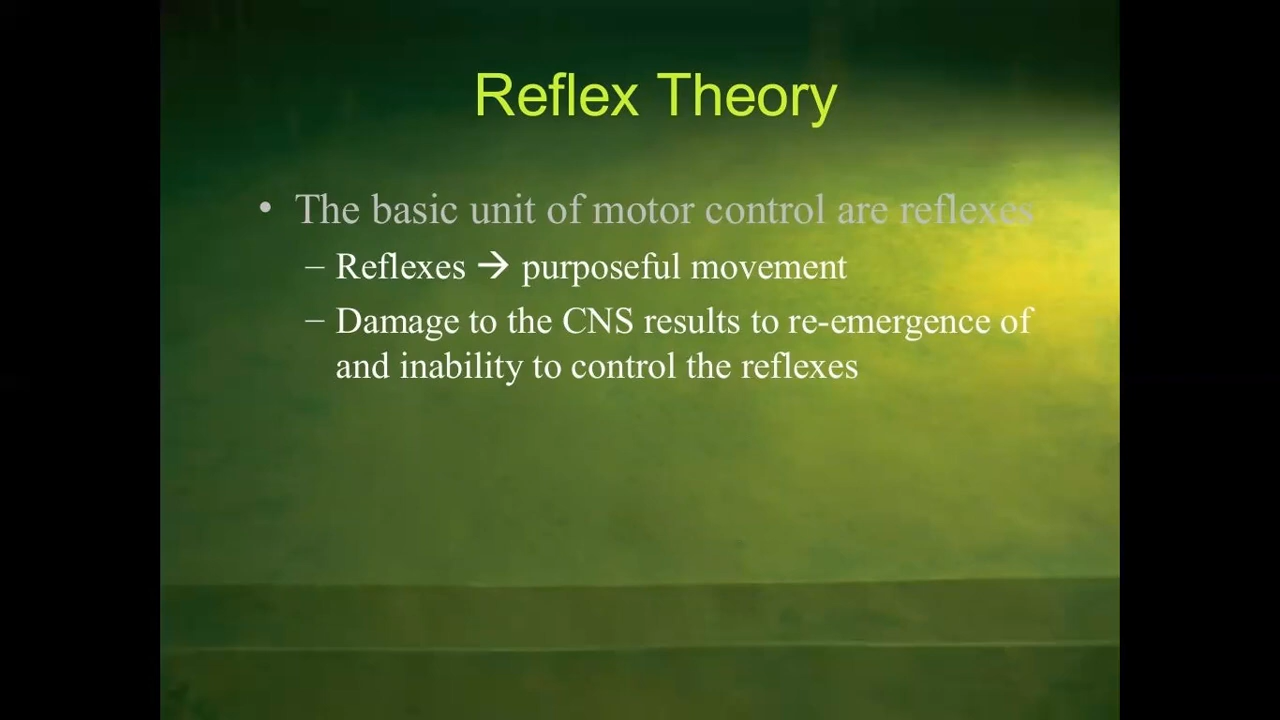 Reflex Theory
• The basic unit of motor control are reflexes
– Reflexes → purposeful movement
– Damage to the CNS results to re-emergence of
and inability to control the reflexes